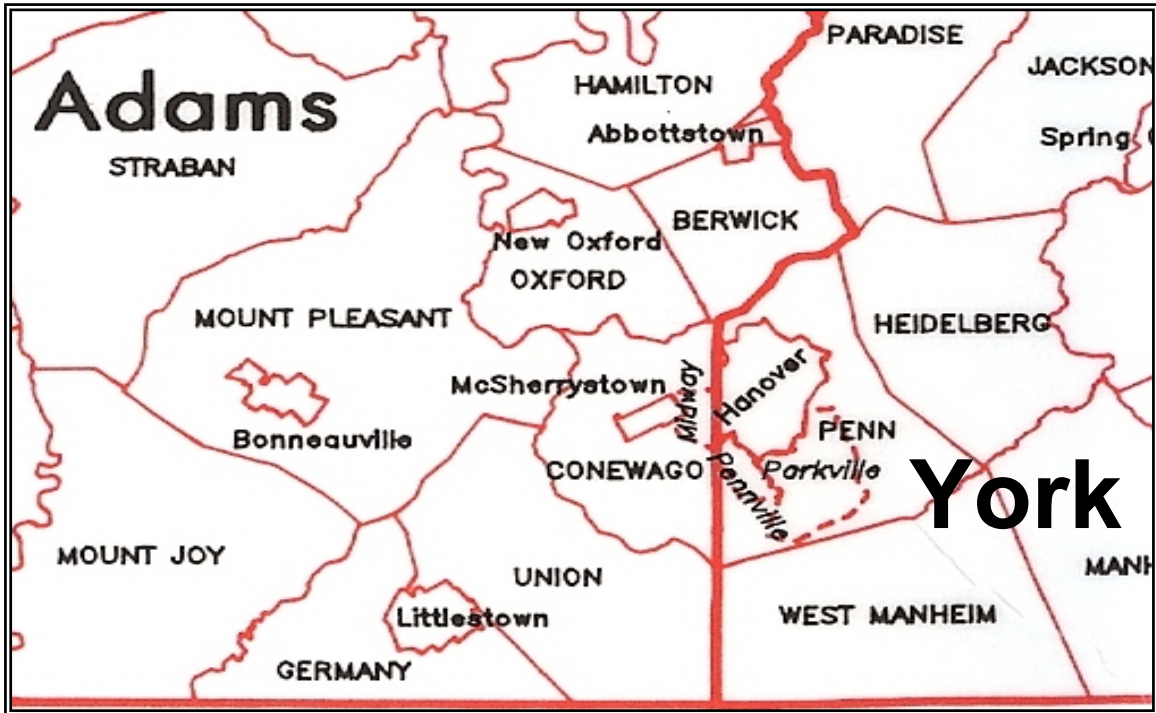 PARADISE
JACKSON
HAMILTON
Adams
Abbottstown
Spring
STRABAN
BERWICK
New Oxford
OXFORD
MOUNT PLEASANT
HEIDELBERG
McSherrystown
Midway
Hanover
Bonneauville
PENN
CONEWAGO
Pennville
Parkville
York
MOUNT JOY
UNION
MANH
Littlestown
WEST MANHEIM
GERMANY